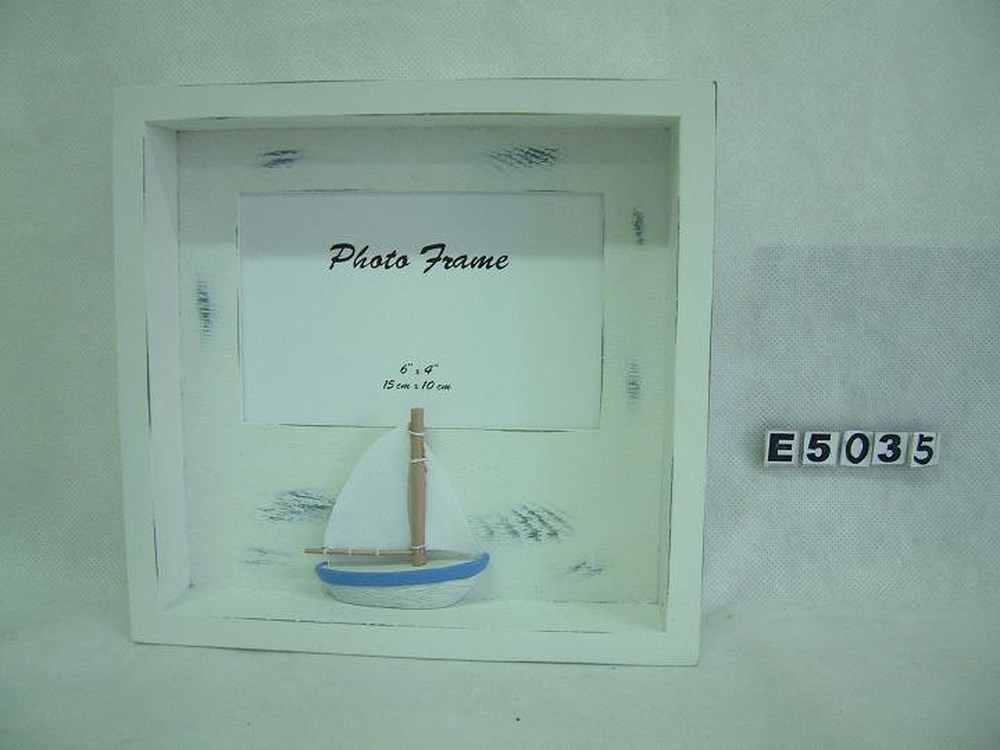 Photo Frame
6" x 4"
15 cm x 10 cm
E5035